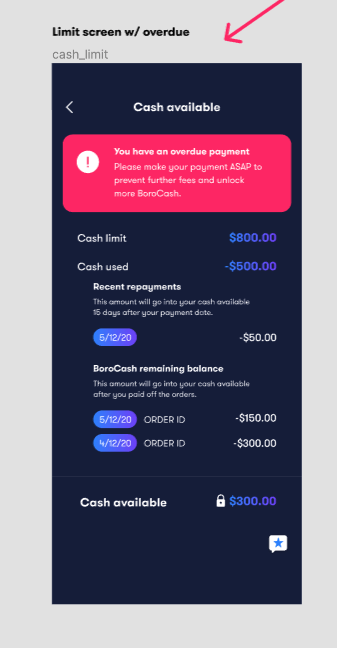 Limit screen w/ overdue
cash_limit
Cash available
!
You have an overdue payment
Please make your payment ASAP to
prevent further fees and unlock
more BoroCash.
Cash limit $800.00
Cash used -$500.00
Recent repayments
This amount will go into your cash available
15 days after your payment date.
5/12/20 -$50.00
BoroCash remaining balance
This amount will go into your cash available
after you paid off the orders.
5/12/20 ORDER ID -$150.00
4/12/20 ORDER ID -$300.00
Cash available $300.00